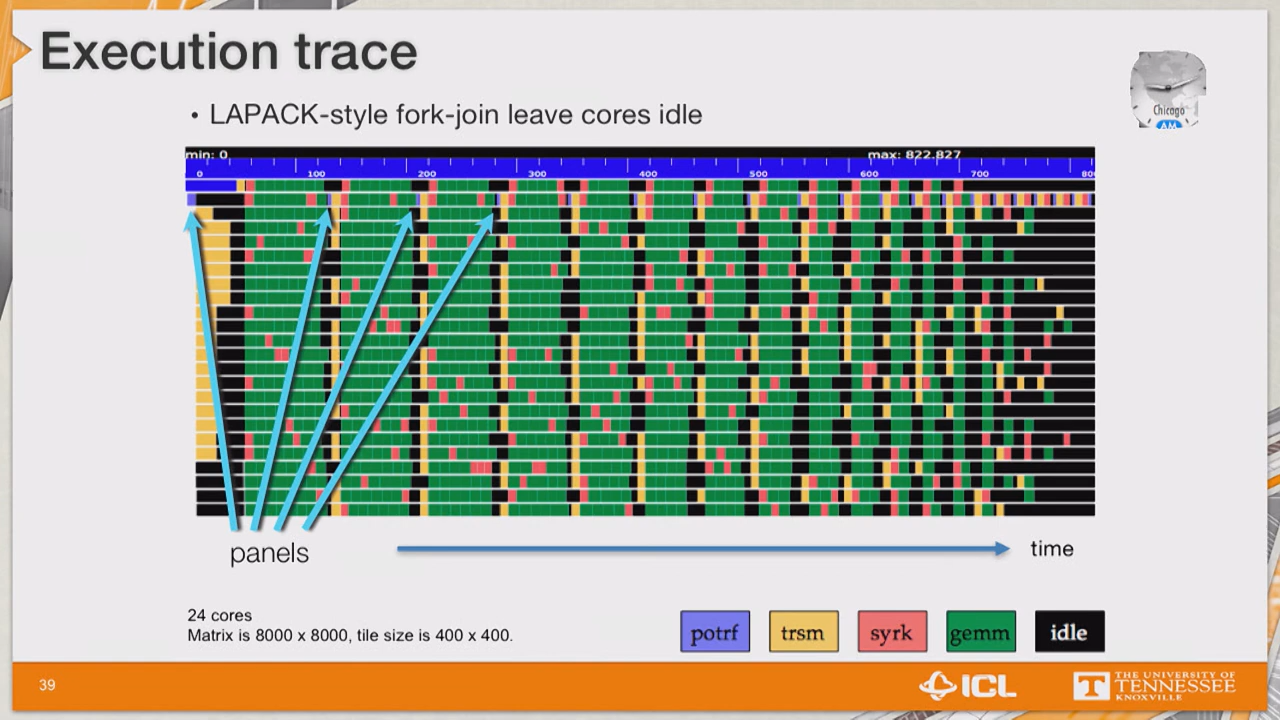 Execution trace
Chicago
AM
• LAPACK-style fork-join leave cores idle
min: 0 max: 822.827
0 100 200 300 400 500 600 700 800
panels
time
24 cores
Matrix is 8000 x 8000, tile size is 400 x 400.
potrf trsm syrk gemm idle
39
ICL
THE UNIVERSITY OF
TENNESSEE
KNOXVILLE